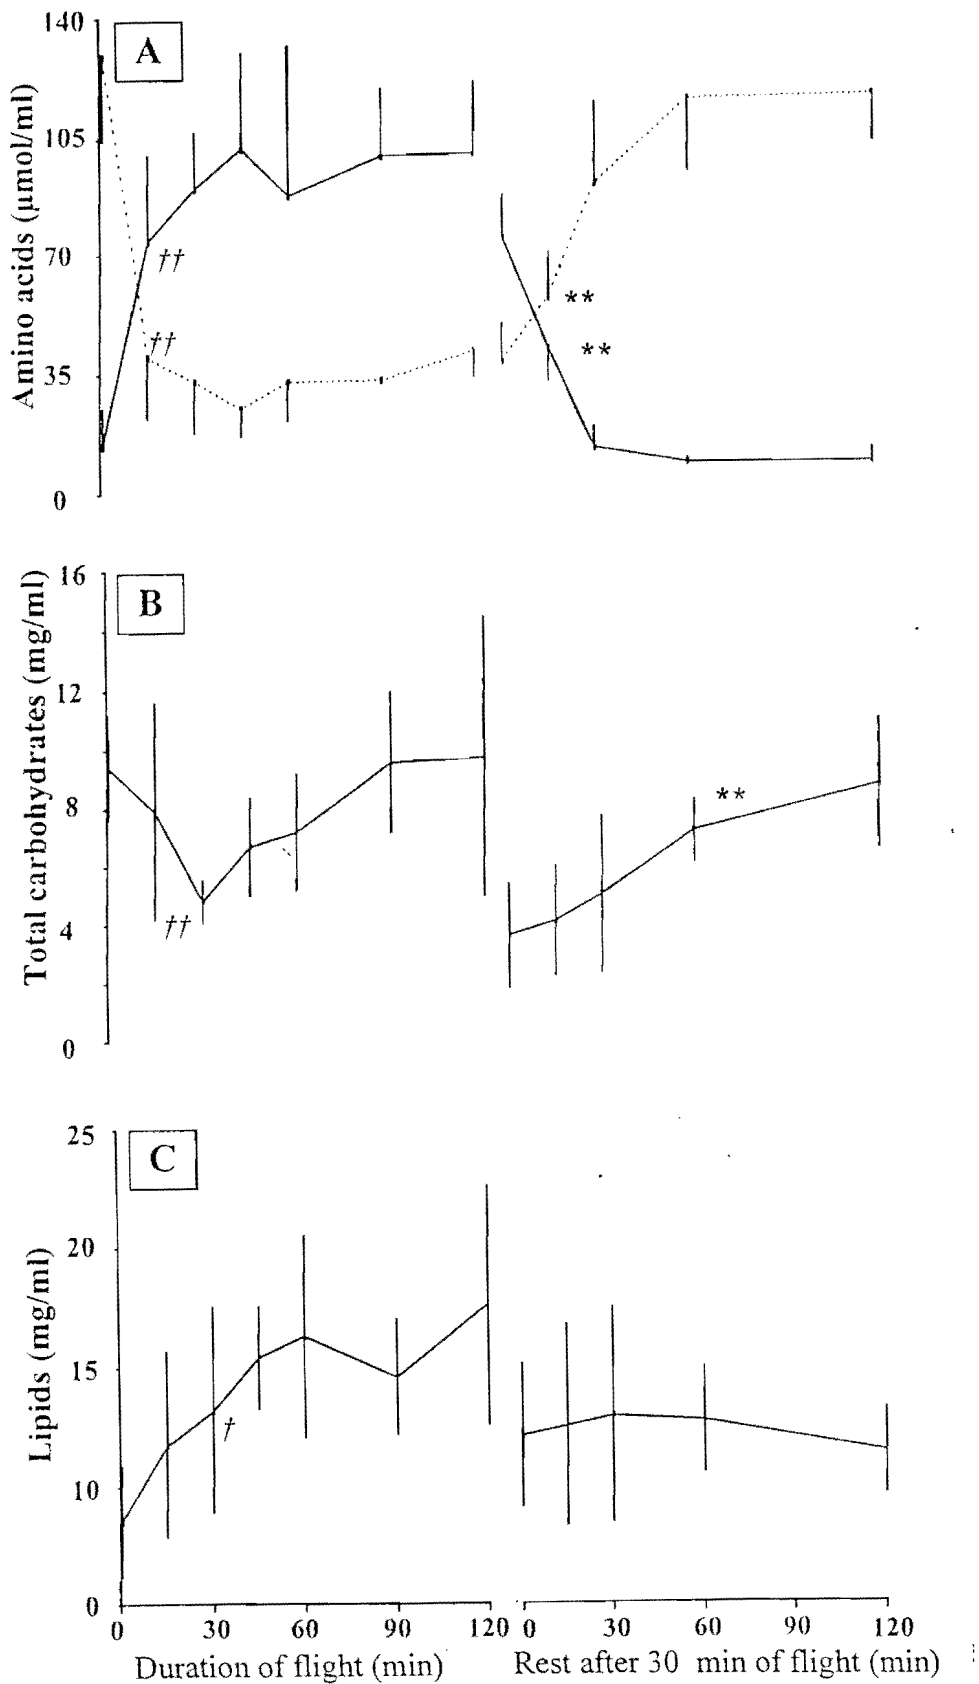 140
A
105
70
35
0
Amino acids (µmol/ml)
††
††
**
**
16
B
12
8
4
0
Total carbohydrates (mg/ml)
††
**
25
C
20
15
10
0
Lipids (mg/ml)
†
0 30 60 90 120 0 30 60 90 120
Duration of flight (min) Rest after 30 min of flight (min)